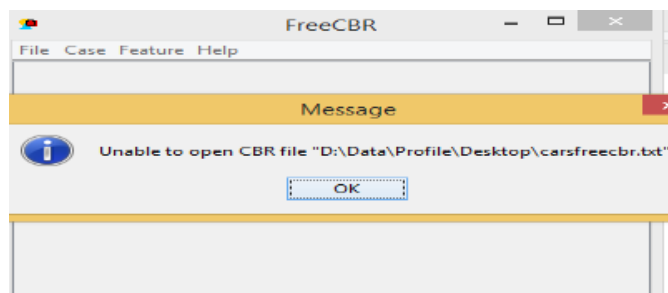 FreeCBR
File Case Feature Help
Message
Unable to open CBR file "D:\Data\Profile\Desktop\carsfreecbr.txt"
OK